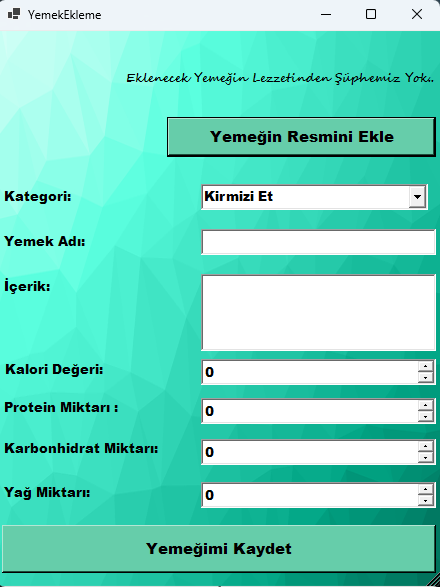 YemekEkleme
Eklenecek Yemeğin Lezzetinden Şüphemiz Yok..
Yemeğin Resmini Ekle
Kategori: Kirmizi Et
Yemek Adı:
İçerik:
Kalori Değeri: 0
Protein Miktarı : 0
Karbonhidrat Miktarı: 0
Yağ Miktarı: 0
Yemeğimi Kaydet